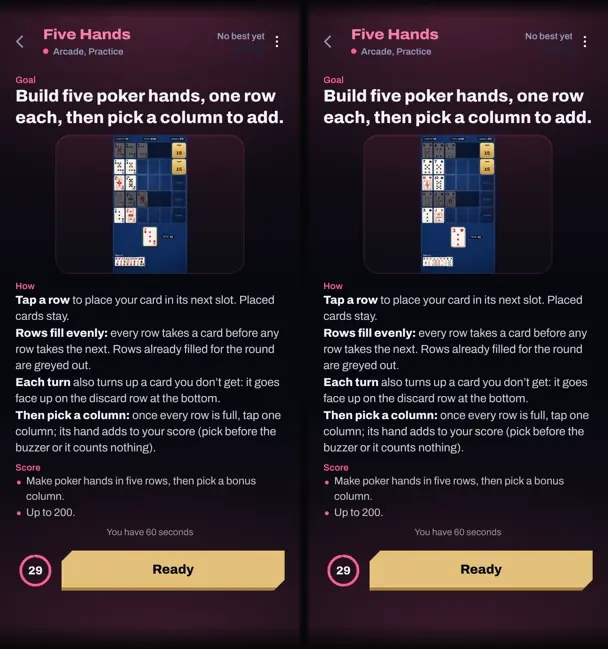 Five Hands
Arcade, Practice
No best yet
Goal
Build five poker hands, one row
each, then pick a column to add.
15
15
How
Tap a row to place your card in its next slot. Placed
cards stay.
Rows fill evenly: every row takes a card before any
row takes the next. Rows already filled for the round
are greyed out.
Each turn also turns up a card you don’t get: it goes
face up on the discard row at the bottom.
Then pick a column: once every row is full, tap one
column; its hand adds to your score (pick before the
buzzer or it counts nothing).
Score
Make poker hands in five rows, then pick a bonus
column.
Up to 200.
You have 60 seconds
29
Ready
Five Hands
Arcade, Practice
No best yet
Goal
Build five poker hands, one row
each, then pick a column to add.
15
15
How
Tap a row to place your card in its next slot. Placed
cards stay.
Rows fill evenly: every row takes a card before any
row takes the next. Rows already filled for the round
are greyed out.
Each turn also turns up a card you don’t get: it goes
face up on the discard row at the bottom.
Then pick a column: once every row is full, tap one
column; its hand adds to your score (pick before the
buzzer or it counts nothing).
Score
Make poker hands in five rows, then pick a bonus
column.
Up to 200.
You have 60 seconds
29
Ready